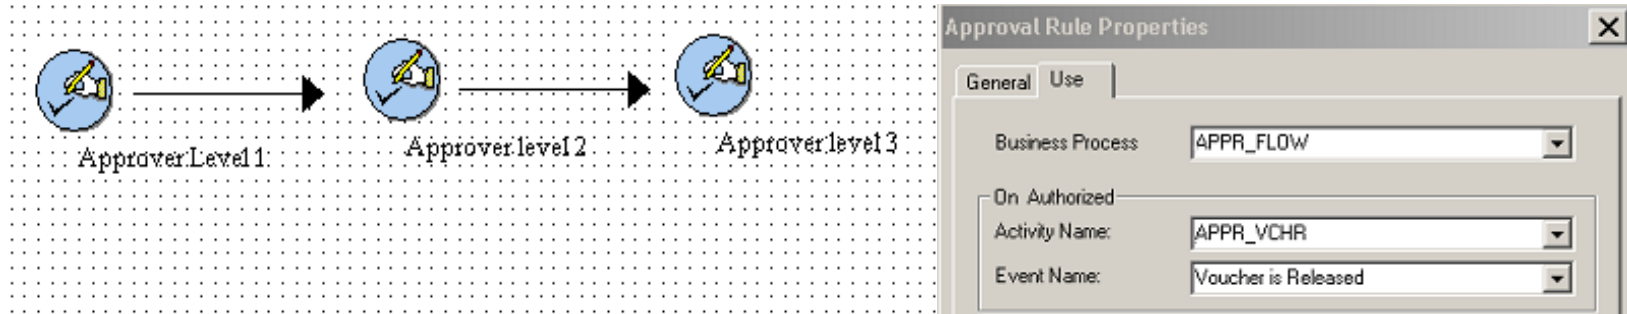 Approver Level 1
Approver level 2
Approver level 3
Approval Rule Properties
General
Use
Business Process
APPR_FLOW
On Authorized
Activity Name:
APPR_VCHR
Event Name:
Voucher is Released